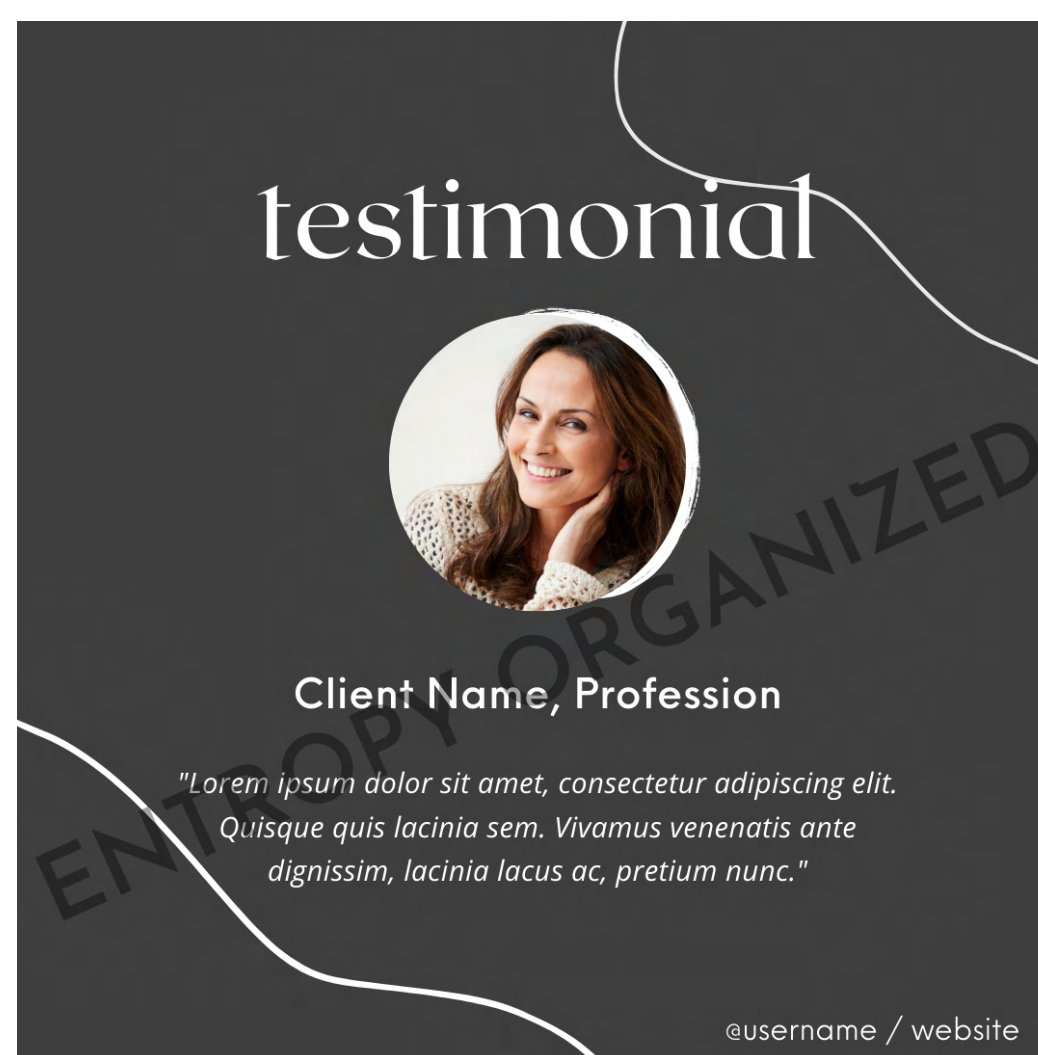 testimonial
Client Name, Profession
"Lorem ipsum dolor sit amet, consectetur adipiscing elit.
Quisque quis lacinia sem. Vivamus venenatis ante
dignissim, lacinia lacus ac, pretium nunc."
ENTROPY ORGANIZED
@username / website